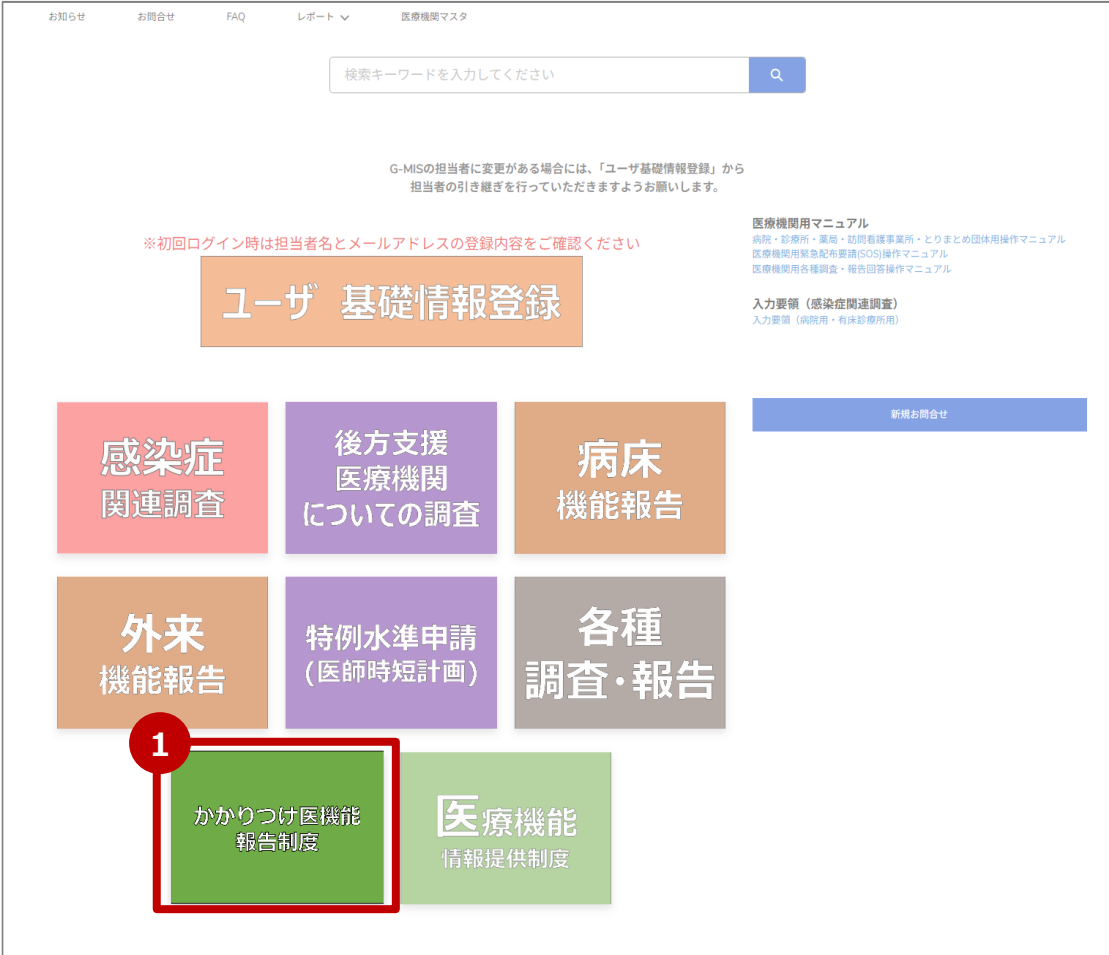 お知らせ お問合せ FAQ レポート 医療機関マスタ
検索キーワードを入力してください
G-MISの担当者に変更がある場合には、「ユーザ基礎情報登録」から
担当者の引き継ぎを行っていただきますようお願いします。
※初回ログイン時は担当者名とメールアドレスの登録内容をご確認ください
ユーザ 基礎情報登録
医療機関用マニュアル
病院・診療所・薬局・訪問看護事業所・とりまとめ団体用操作マニュアル
医療機関用緊急配布要請(SOS)操作マニュアル
医療機関用各種調査・報告回答操作マニュアル
入力要領（感染症関連調査）
入力要領（病院用・有床診療所用）
新規お問合せ
感染症
関連調査
後方支援
医療機関
についての調査
病床
機能報告
外来
機能報告
特例水準申請
(医師時短計画)
各種
調査・報告
1
かかりつけ医機能
報告制度
医療機能
情報提供制度